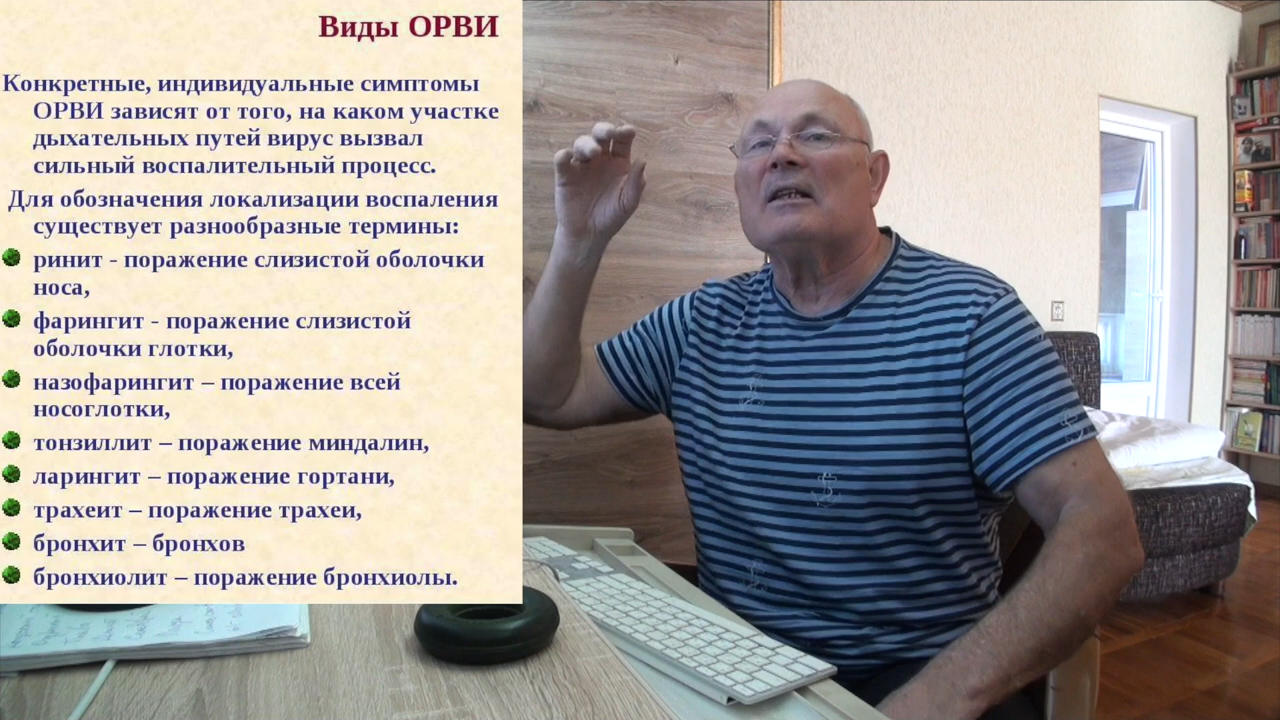 Виды ОРВИ
Конкретные, индивидуальные симптомы
ОРВИ зависят от того, на каком участке
дыхательных путей вирус вызвал
сильный воспалительный процесс.
Для обозначения локализации воспаления
существует разнообразные термины:
ринит - поражение слизистой оболочки
носа,
фарингит - поражение слизистой
оболочки глотки,
назофарингит – поражение всей
носоглотки,
тонзиллит – поражение миндалин,
ларингит – поражение гортани,
трахеит – поражение трахеи,
бронхит – бронхов
бронхиолит – поражение бронхиолы.